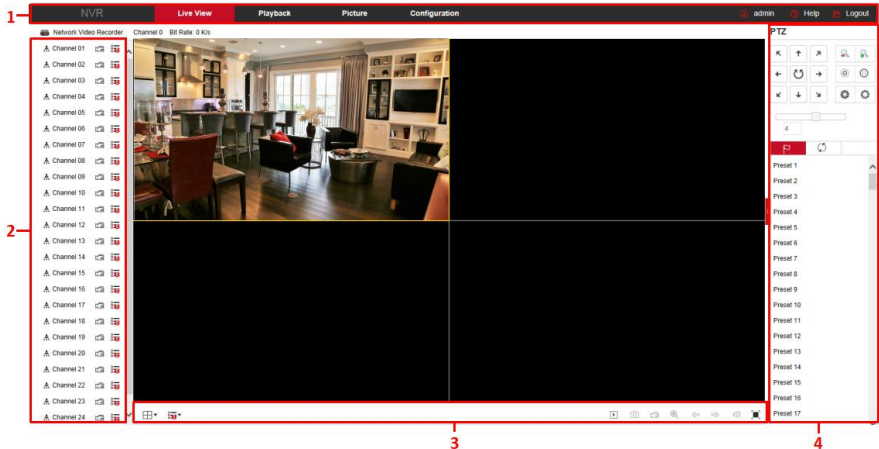 1
NVR Live View Playback Picture Configuration admin Help Logout
Network Video Recorder Channel 0 Bit Rate: 0 K/s PTZ
2
Channel 01
Channel 02
Channel 03
Channel 04
Channel 05
Channel 06
Channel 07
Channel 08
Channel 09
Channel 10
Channel 11
Channel 12
Channel 13
Channel 14
Channel 15
Channel 16
Channel 17
Channel 18
Channel 19
Channel 20
Channel 21
Channel 22
Channel 23
Channel 24
4
Preset 1
Preset 2
Preset 3
Preset 4
Preset 5
Preset 6
Preset 7
Preset 8
Preset 9
Preset 10
Preset 11
Preset 12
Preset 13
Preset 14
Preset 15
Preset 16
Preset 17
3
4